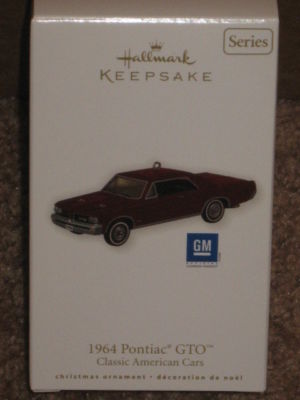 Series
Hallmark
KEEPSAKE
GM
1964 Pontiac® GTO™
Classic American Cars
christmas ornament • décoration de noël